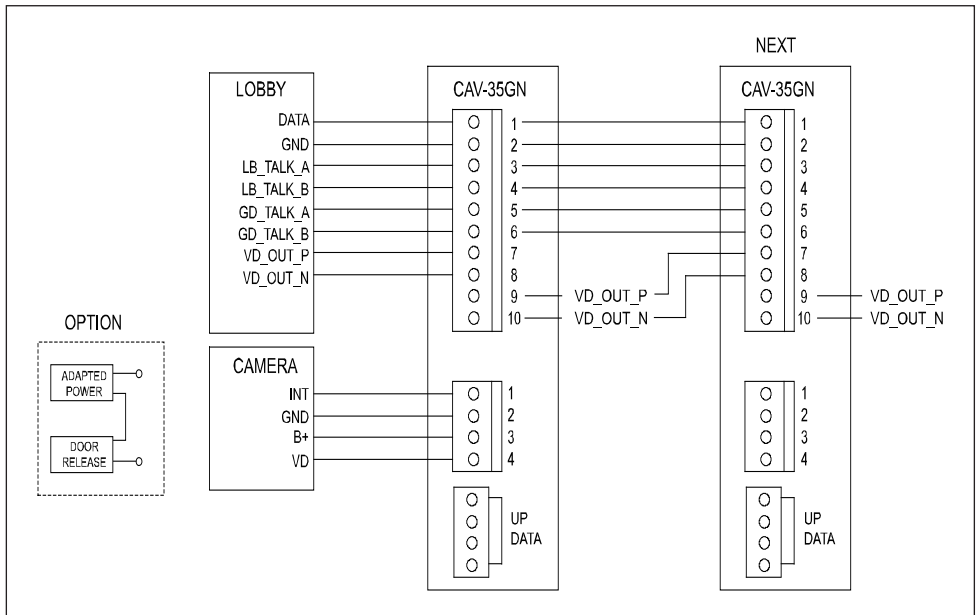 NEXT
LOBBY
CAV-35GN
CAV-35GN
DATA
1
1
GND
2
2
LB_TALK_A
3
3
LB_TALK_B
4
4
GD_TALK_A
5
5
GD_TALK_B
6
6
VD_OUT_P
7
7
VD_OUT_N
8
8
9
VD_OUT_P
9
VD_OUT_P
10
VD_OUT_N
10
VD_OUT_N
OPTION
ADAPTED
POWER
DOOR
RELEASE
CAMERA
INT
1
1
GND
2
2
B+
3
3
VD
4
4
UP
DATA
UP
DATA